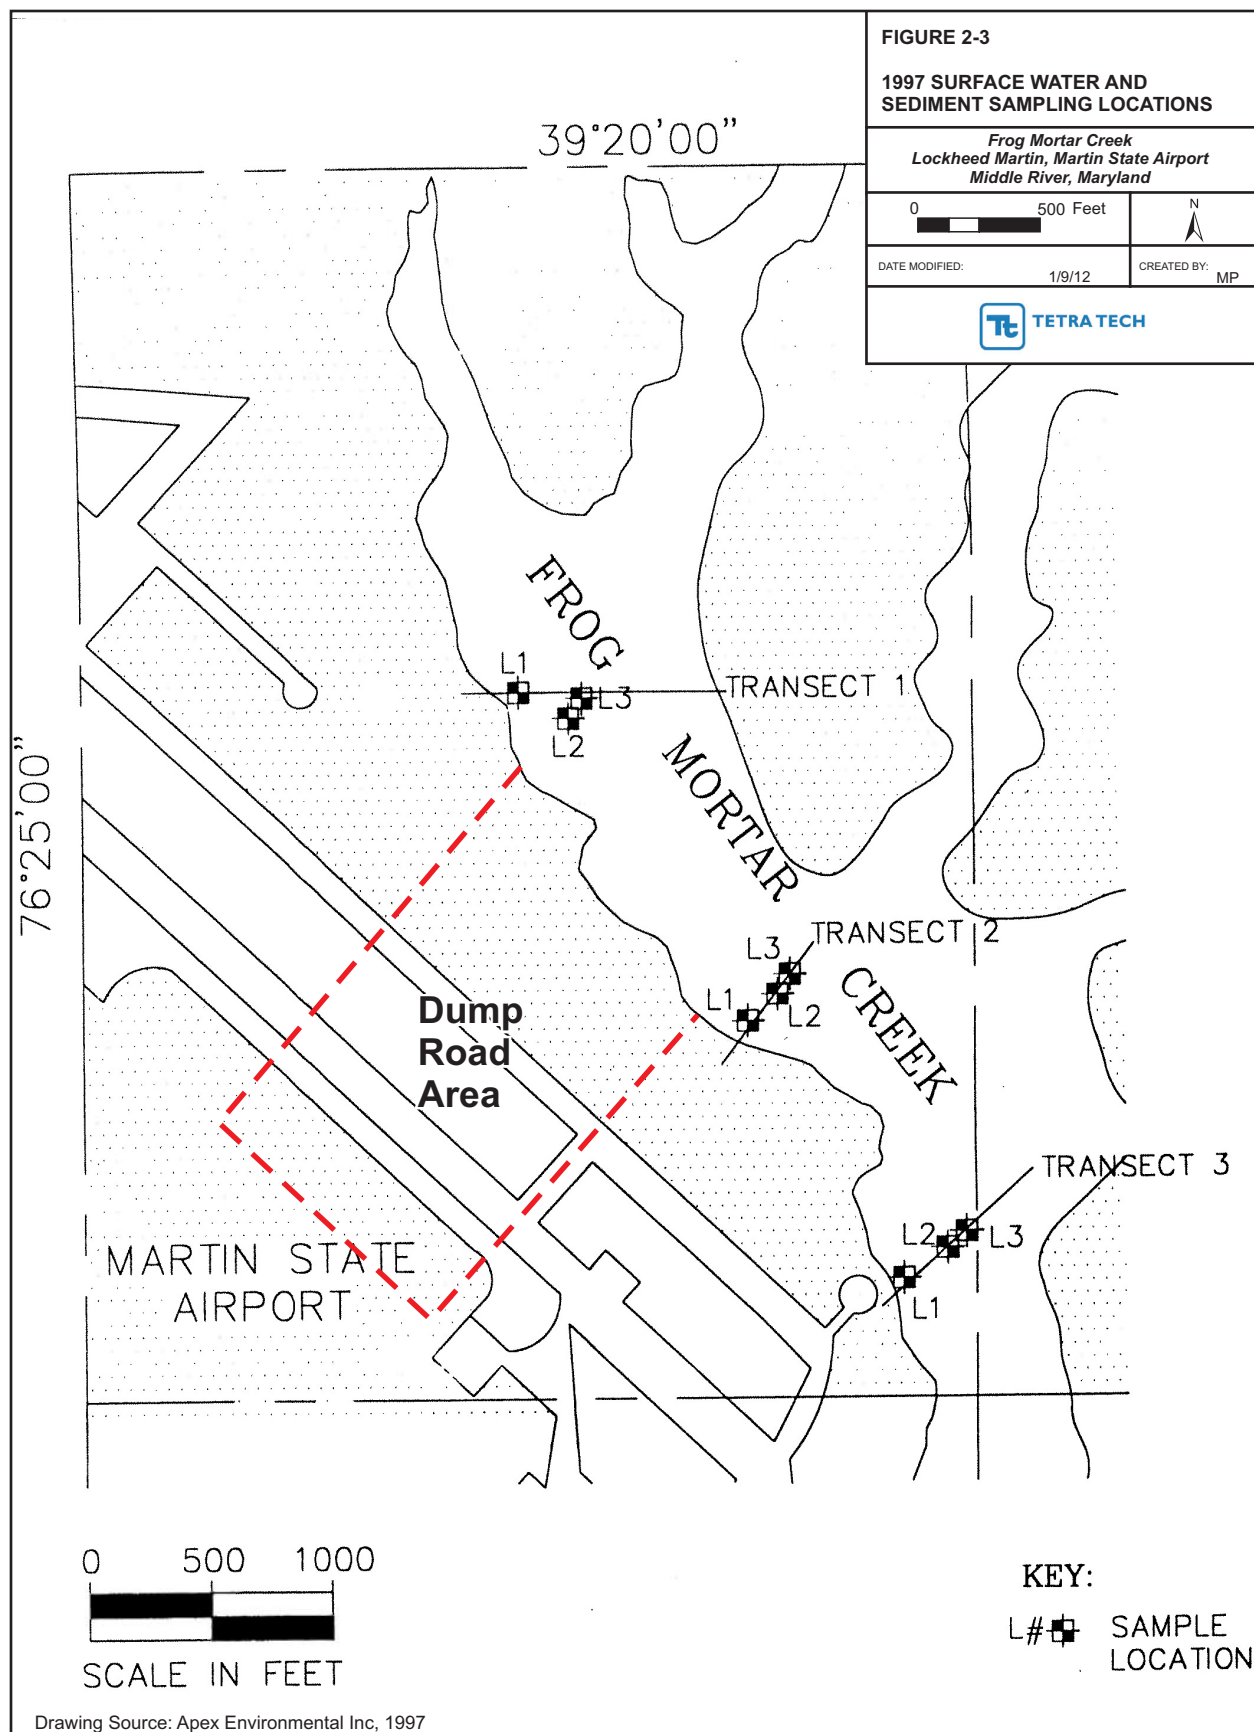 FIGURE 2-3
1997 SURFACE WATER AND
SEDIMENT SAMPLING LOCATIONS
Frog Mortar Creek
Lockheed Martin, Martin State Airport
Middle River, Maryland
0 500 Feet
N
DATE MODIFIED: 1/9/12
CREATED BY: MP
Tt TETRA TECH
39°20'00"
76°25'00"
FROG
MORTAR
CREEK
L1
L3
L2
TRANSECT 1
TRANSECT 2
L3
L1
L2
TRANSECT 3
L2
L3
L1
Dump
Road
Area
MARTIN STATE
AIRPORT
0 500 1000
SCALE IN FEET
KEY:
L# SAMPLE
LOCATION
Drawing Source: Apex Environmental Inc, 1997